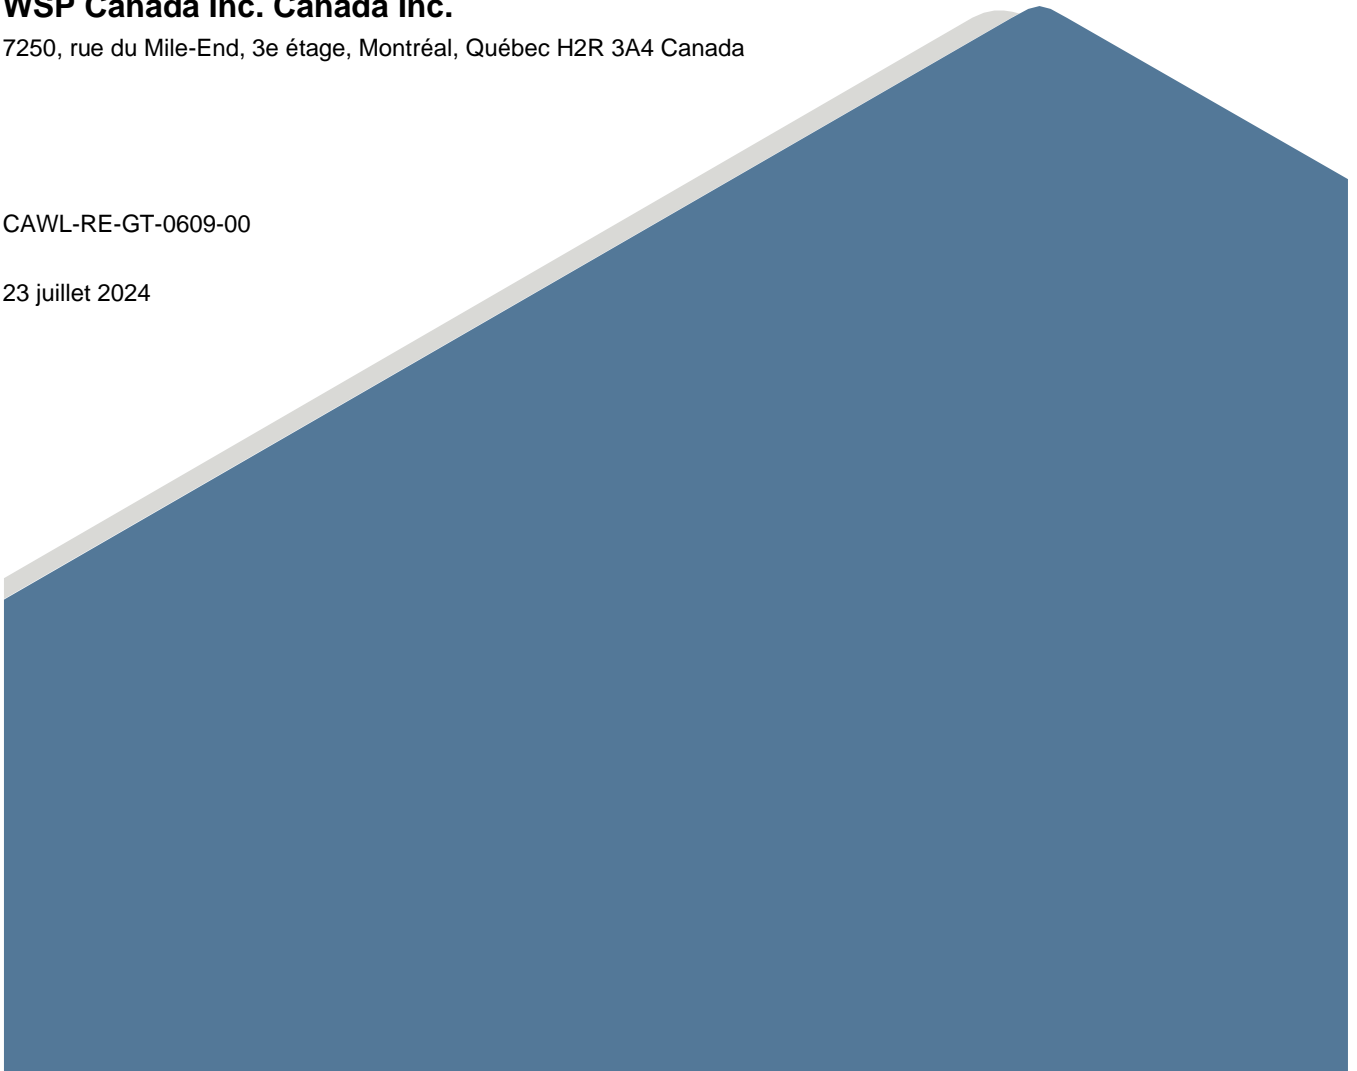 WSP Canada Inc. Canada Inc.
7250, rue du Mile-End, 3e étage, Montréal, Québec H2R 3A4 Canada
CAWL-RE-GT-0609-00
23 juillet 2024